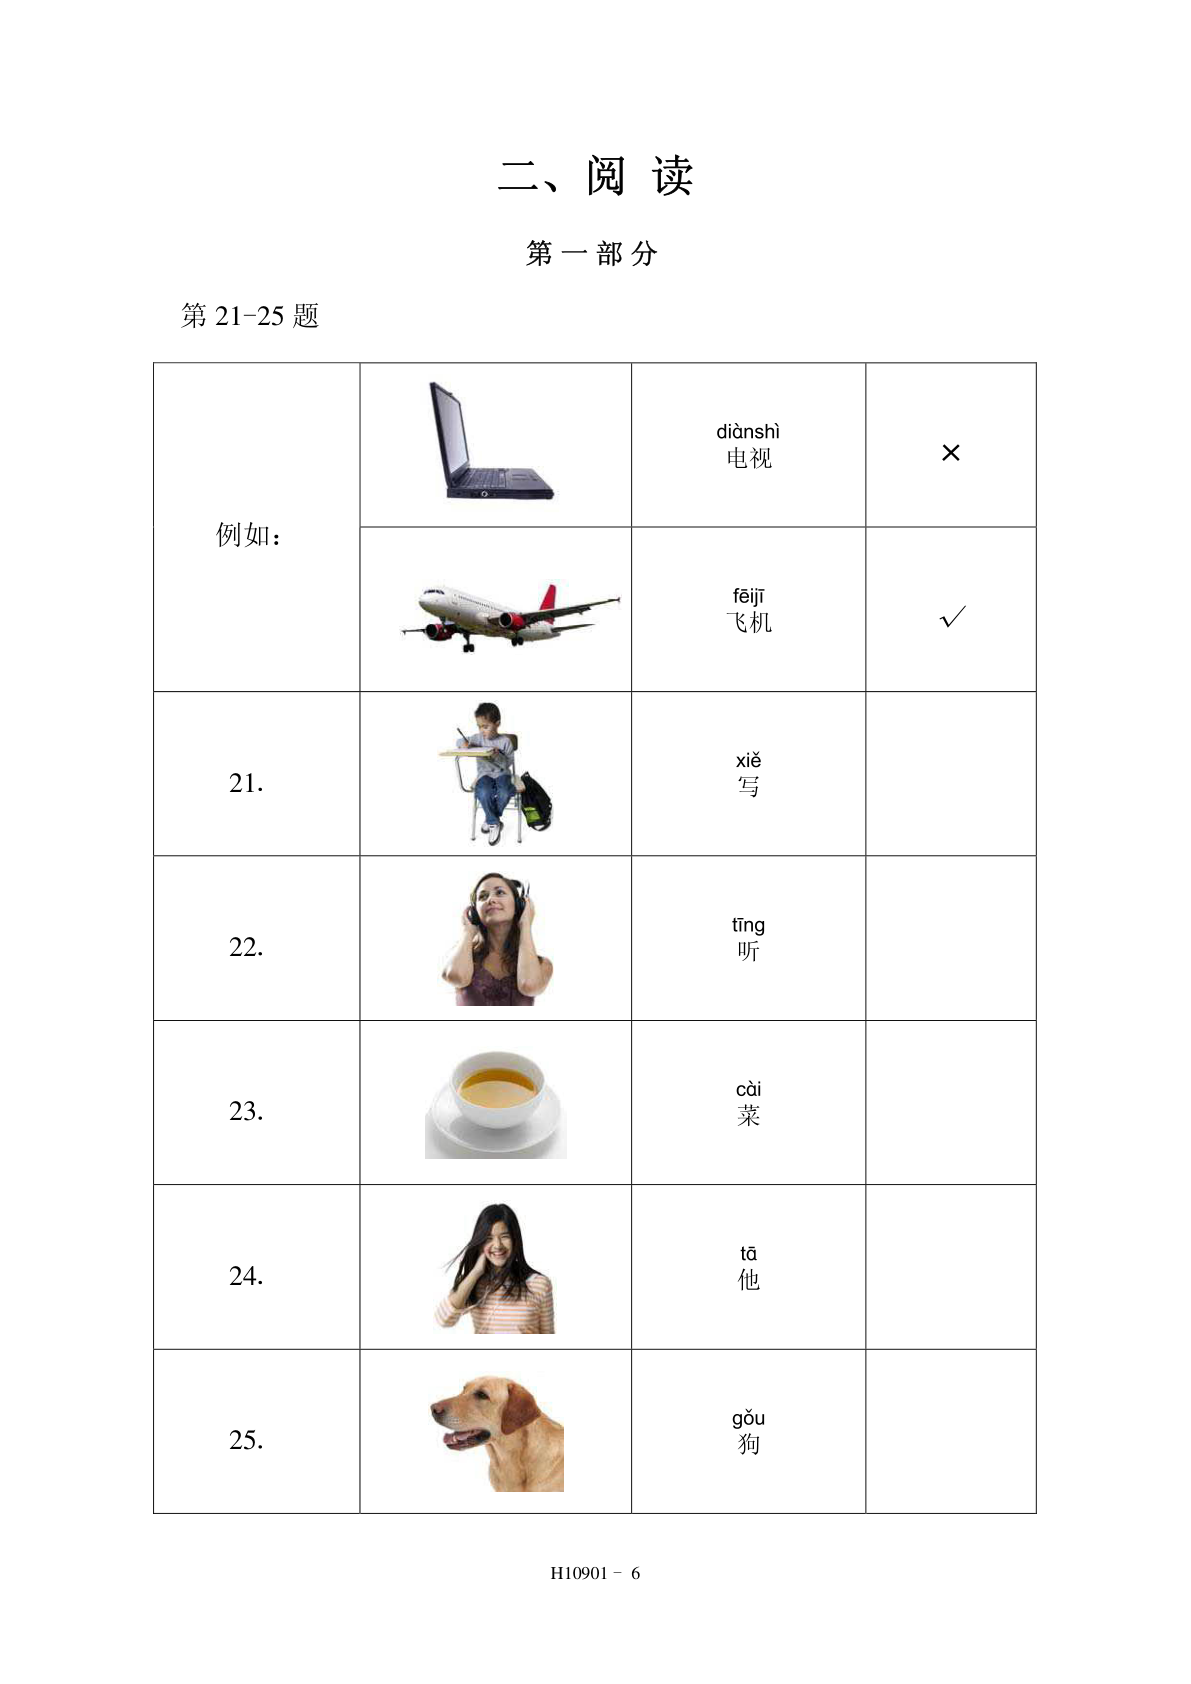 二、阅 读
第一部分
第 21-25 题
例如：
diànshì
电视
×
fēijī
飞机
√
21.
xiě
写
22.
tīng
听
23.
cài
菜
24.
tā
他
25.
gǒu
狗
H10901 - 6